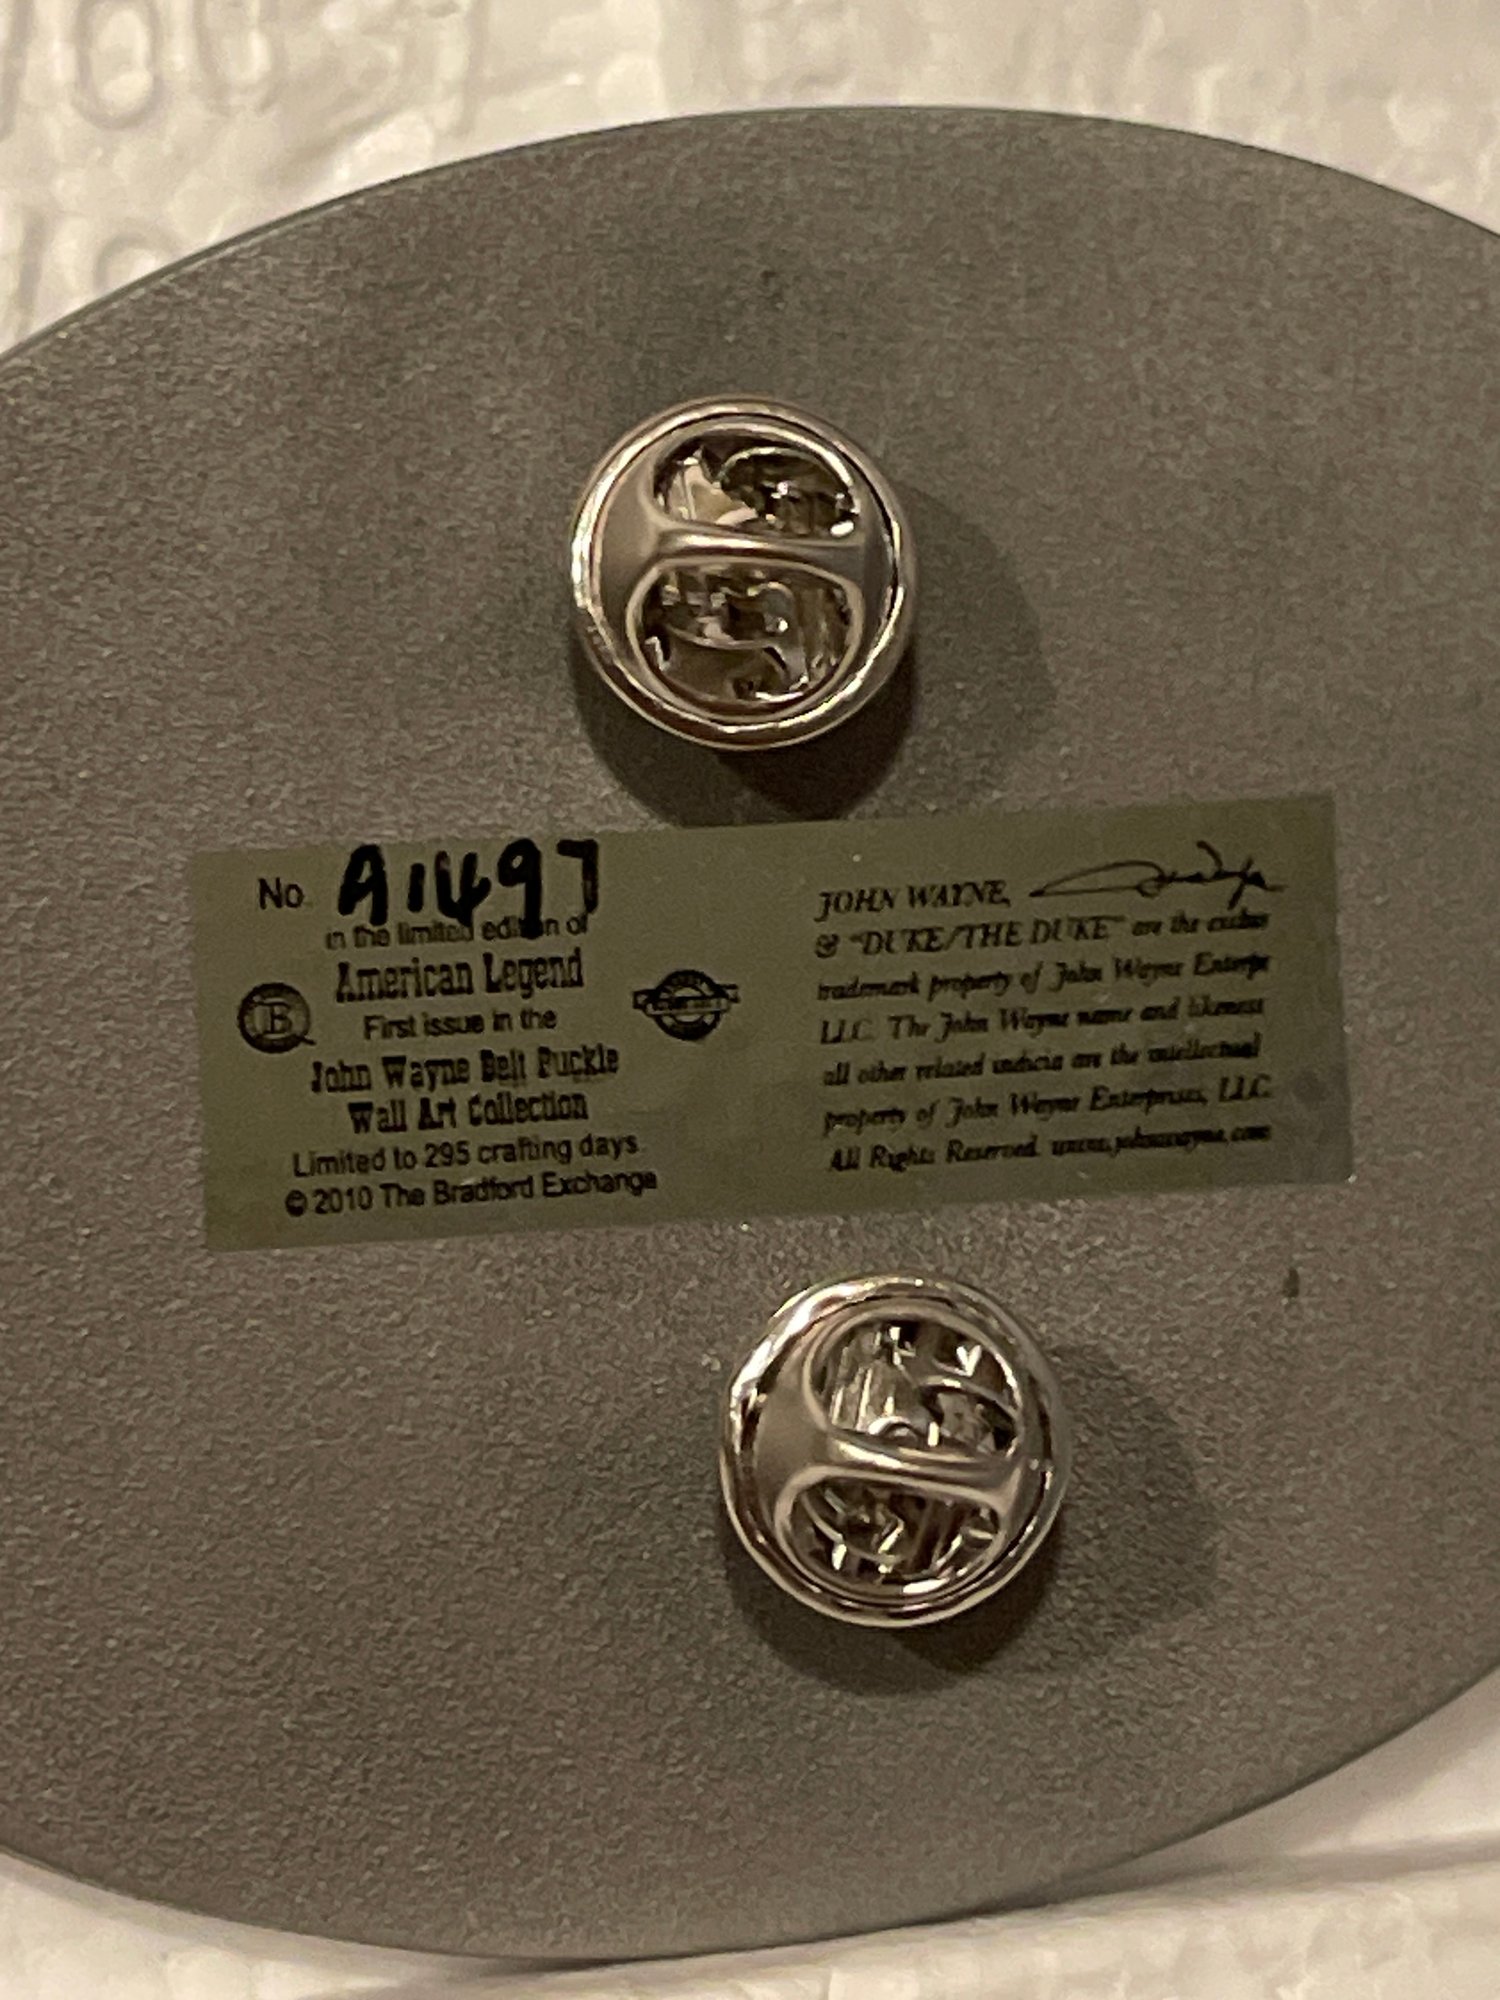 No. A1497
in the limited edition of
American Legend
First issue in the
John Wayne Belt Buckle
Wall Art Collection
Limited to 295 crafting days.
© 2010 The Bradford Exchange
B
JOHN WAYNE,
& "DUKE/THE DUKE" are the
trademark property of John Wayne
LLC. The John Wayne name and likeness
all other related indicia are the intellectual
property of John Wayne Enterprises, LLC.
All Rights Reserved. www.johnwayne.com